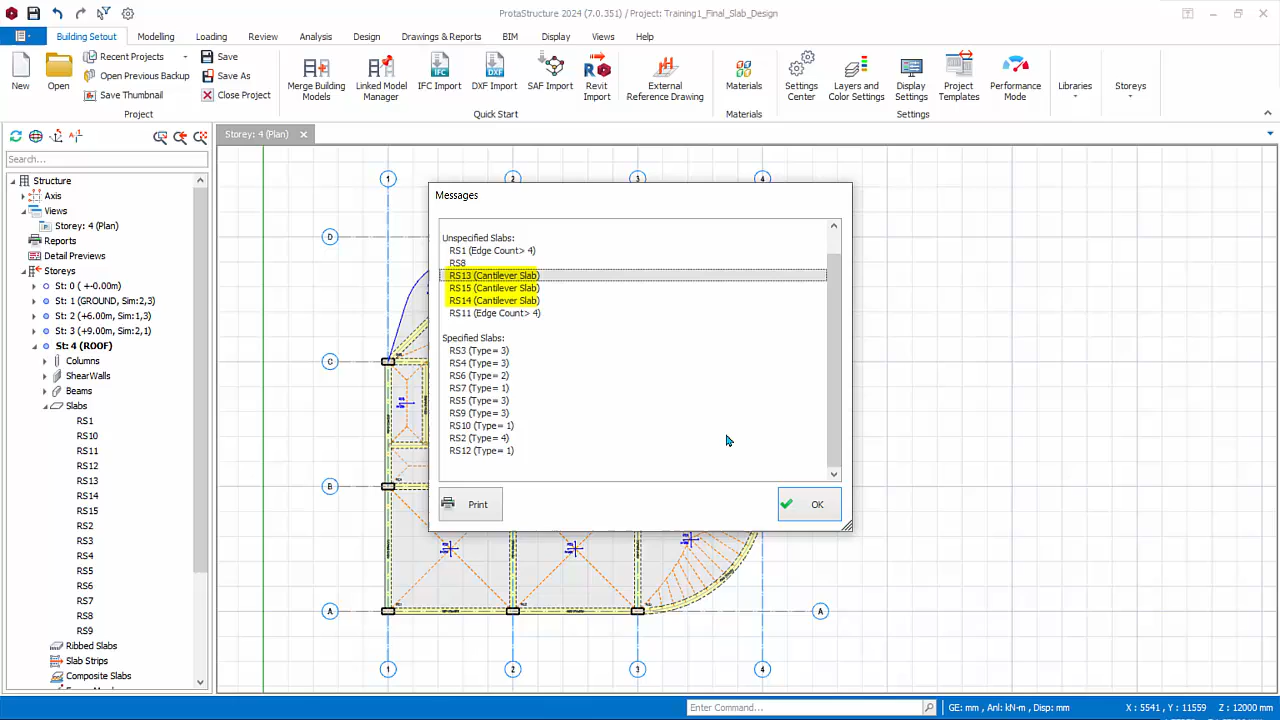 ProtaStructure 2024 (7.0.351) / Project: Training1_Final_Slab_Design
Building Setout Modelling Loading Review Analysis Design Drawings & Reports BIM Display Views Help
New
Open
Recent Projects
Open Previous Backup
Save Thumbnail
Save
Save As
Close Project
Project
Merge Building Models
Linked Model Manager
IFC Import
DXF Import
SAF Import
Revit Import
External Reference Drawing
Quick Start
Materials
Materials
Settings Center
Layers and Color Settings
Display Settings
Project Templates
Performance Mode
Settings
Libraries
Storeys
Storey: 4 (Plan)
Search...
Structure
Axis
Views
Storey: 4 (Plan)
Reports
Detail Previews
Storeys
St: 0 ( +-0.00m)
St: 1 (GROUND, Sim:2,3)
St: 2 (+6.00m, Sim:1,3)
St: 3 (+9.00m, Sim:2,1)
St: 4 (ROOF)
Columns
ShearWalls
Beams
Slabs
RS1
RS10
RS11
RS12
RS13
RS14
RS15
RS2
RS3
RS4
RS5
RS6
RS7
RS8
RS9
Ribbed Slabs
Slab Strips
Composite Slabs
1 2 3 4
D
C
B
A A
1 2 3 4
Messages
Unspecified Slabs:
RS1 (Edge Count> 4)
RS8
RS13 (Cantilever Slab)
RS15 (Cantilever Slab)
RS14 (Cantilever Slab)
RS11 (Edge Count> 4)
Specified Slabs:
RS3 (Type= 3)
RS4 (Type= 3)
RS6 (Type= 2)
RS7 (Type= 1)
RS5 (Type= 3)
RS9 (Type= 3)
RS10 (Type= 1)
RS2 (Type= 4)
RS12 (Type= 1)
Print OK
Enter Command...
GE: mm , Anl: kN-m , Disp: mm
X : 5541 , Y : 11559 Z : 12000 mm